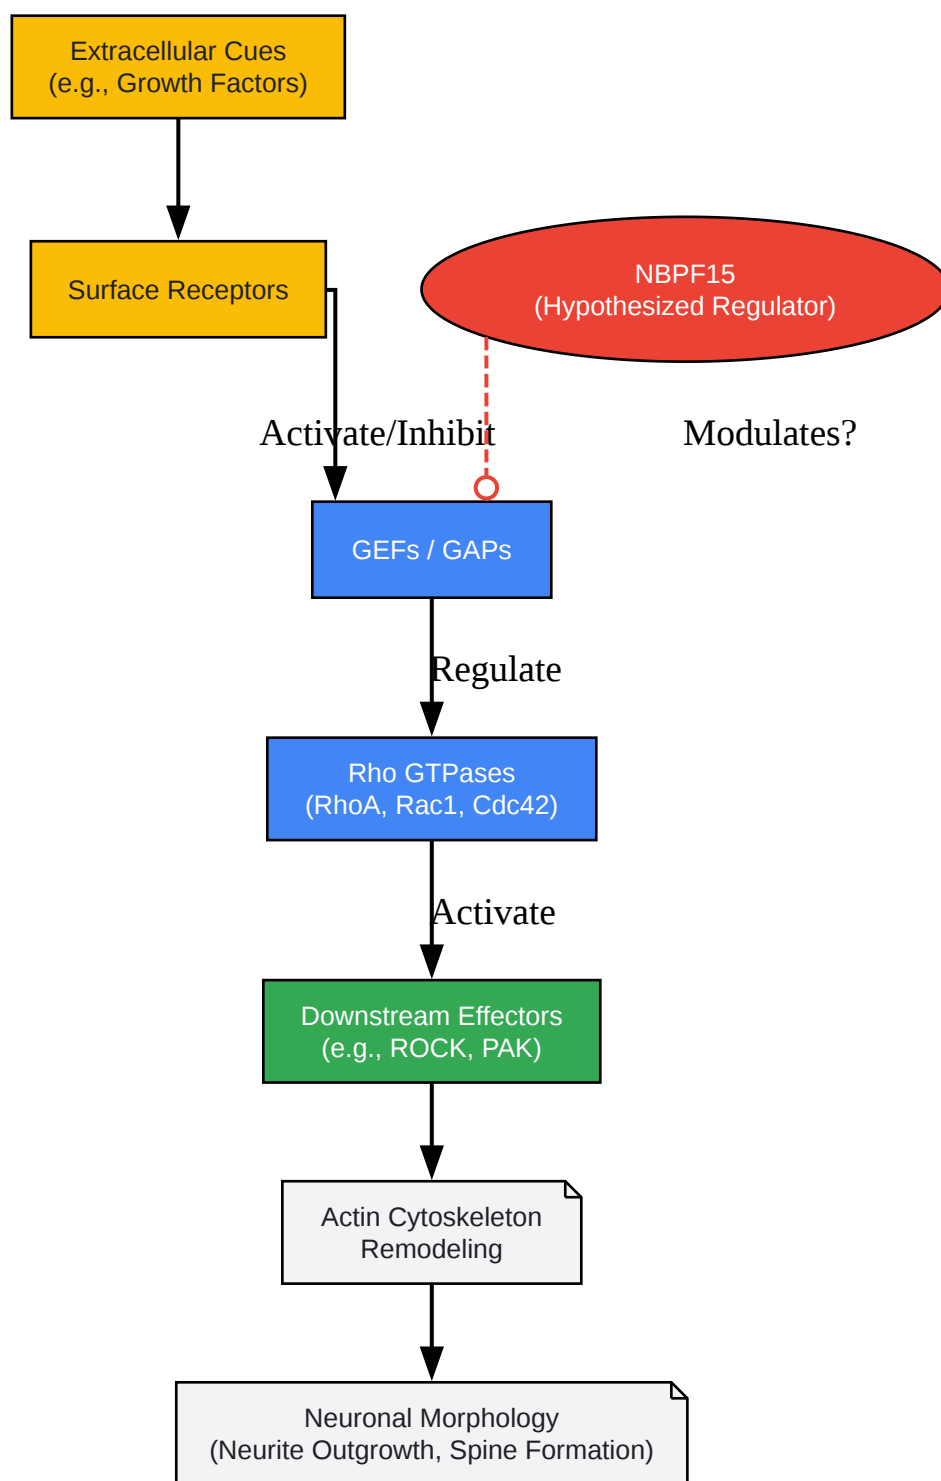 Extracellular Cues
(e.g., Growth Factors)
Surface Receptors
NBPF15
(Hypothesized Regulator)
Activate/Inhibit
Modulates?
GEFs / GAPs
Regulate
Rho GTPases
(RhoA, Rac1, Cdc42)
Activate
Downstream Effectors
(e.g., ROCK, PAK)
Actin Cytoskeleton
Remodeling
Neuronal Morphology
(Neurite Outgrowth, Spine Formation)